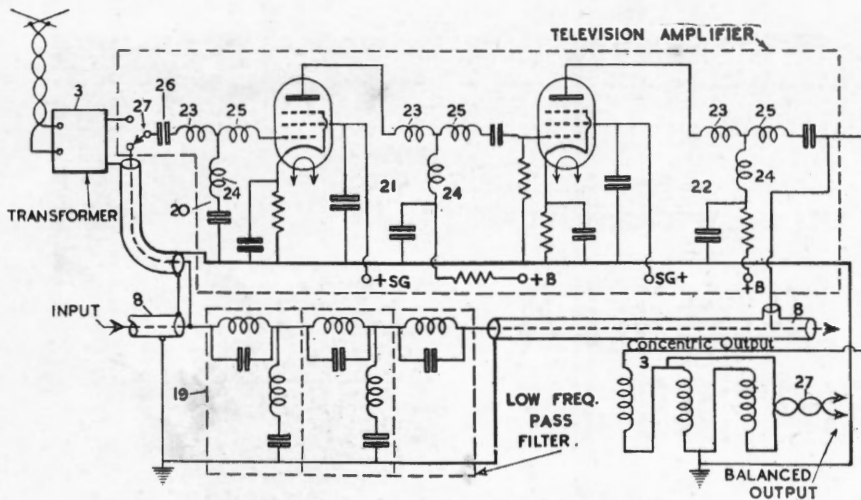 TELEVISION AMPLIFIER
3
26
27
23
25
23
25
23
25
24
20
21
24
22
24
TRANSFORMER
+SG
+B
SG+
+B
8
INPUT
8
Concentric Output
3
27
19
LOW FREQ.
PASS
FILTER.
BALANCED
OUTPUT